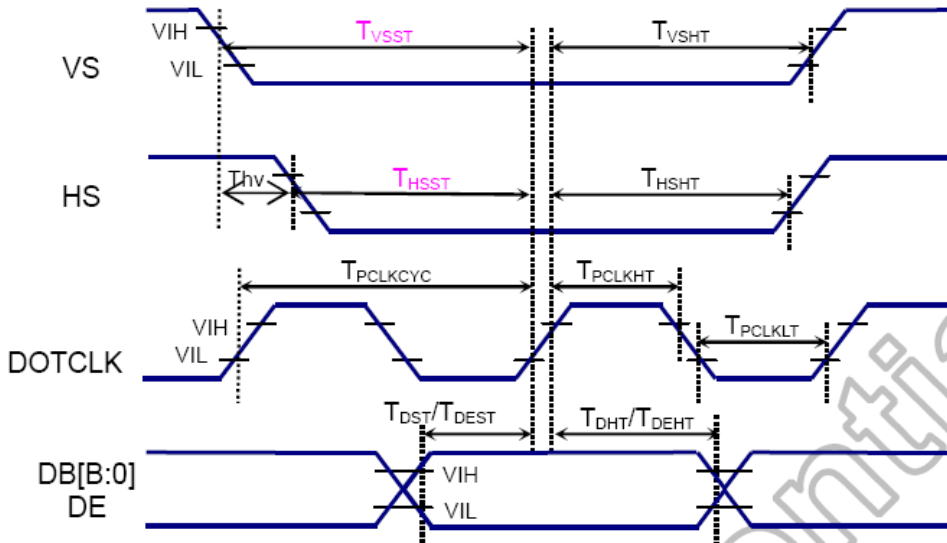 VS
VIH
VIL
TVSST
TVSHT
HS
Thv
THSST
THSHT
DOTCLK
VIH
VIL
TPCLKCYC
TPCLKHT
TPCLKLT
DB[B:0]
DE
TDST/TDEST
TDHT/TDEHT
VIH
VIL